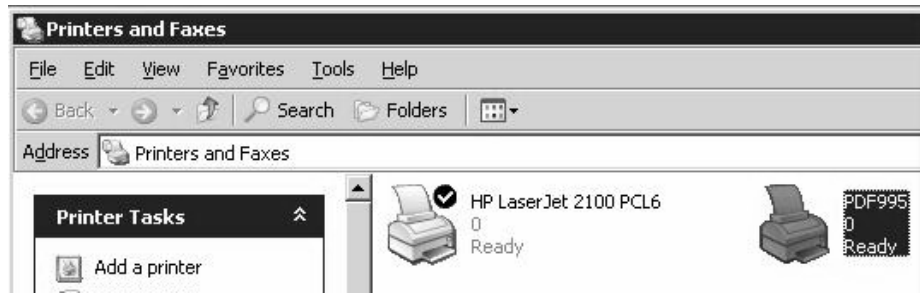 Printers and Faxes
File Edit View Favorites Tools Help
Back Search Folders
Address Printers and Faxes
Printer Tasks
Add a printer
HP LaserJet 2100 PCL6
0
Ready
PDF995
0
Ready